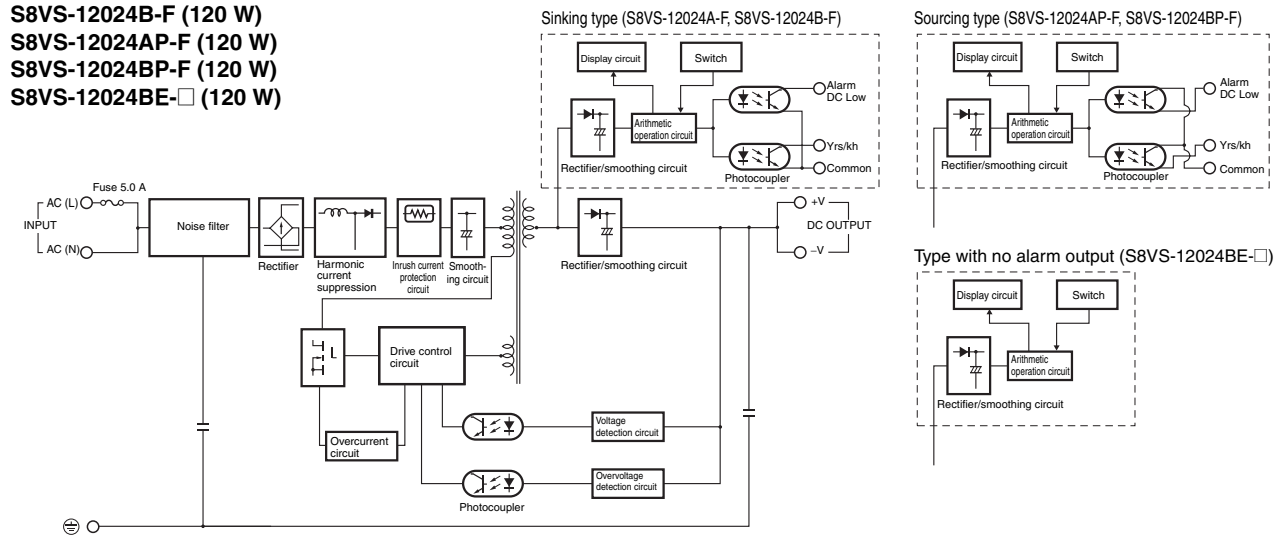 S8VS-12024B-F (120 W)
S8VS-12024AP-F (120 W)
S8VS-12024BP-F (120 W)
S8VS-12024BE-□ (120 W)
Sinking type (S8VS-12024A-F, S8VS-12024B-F)
Display circuit
Switch
Arithmetic
operation circuit
Rectifier/smoothing circuit
Alarm
DC Low
Yrs/kh
Common
Photocoupler
Sourcing type (S8VS-12024AP-F, S8VS-12024BP-F)
Display circuit
Switch
Arithmetic
operation circuit
Rectifier/smoothing circuit
Alarm
DC Low
Yrs/kh
Common
Photocoupler
Fuse 5.0 A
AC (L)
INPUT
AC (N)
Noise filter
Rectifier
Harmonic
current
suppression
Inrush current
protection
circuit
Smooth-
ing circuit
Rectifier/smoothing circuit
+V
DC OUTPUT
–V
Drive control
circuit
Overcurrent
circuit
Voltage
detection circuit
Overvoltage
detection circuit
Photocoupler
Type with no alarm output (S8VS-12024BE-□)
Display circuit
Switch
Arithmetic
operation circuit
Rectifier/smoothing circuit